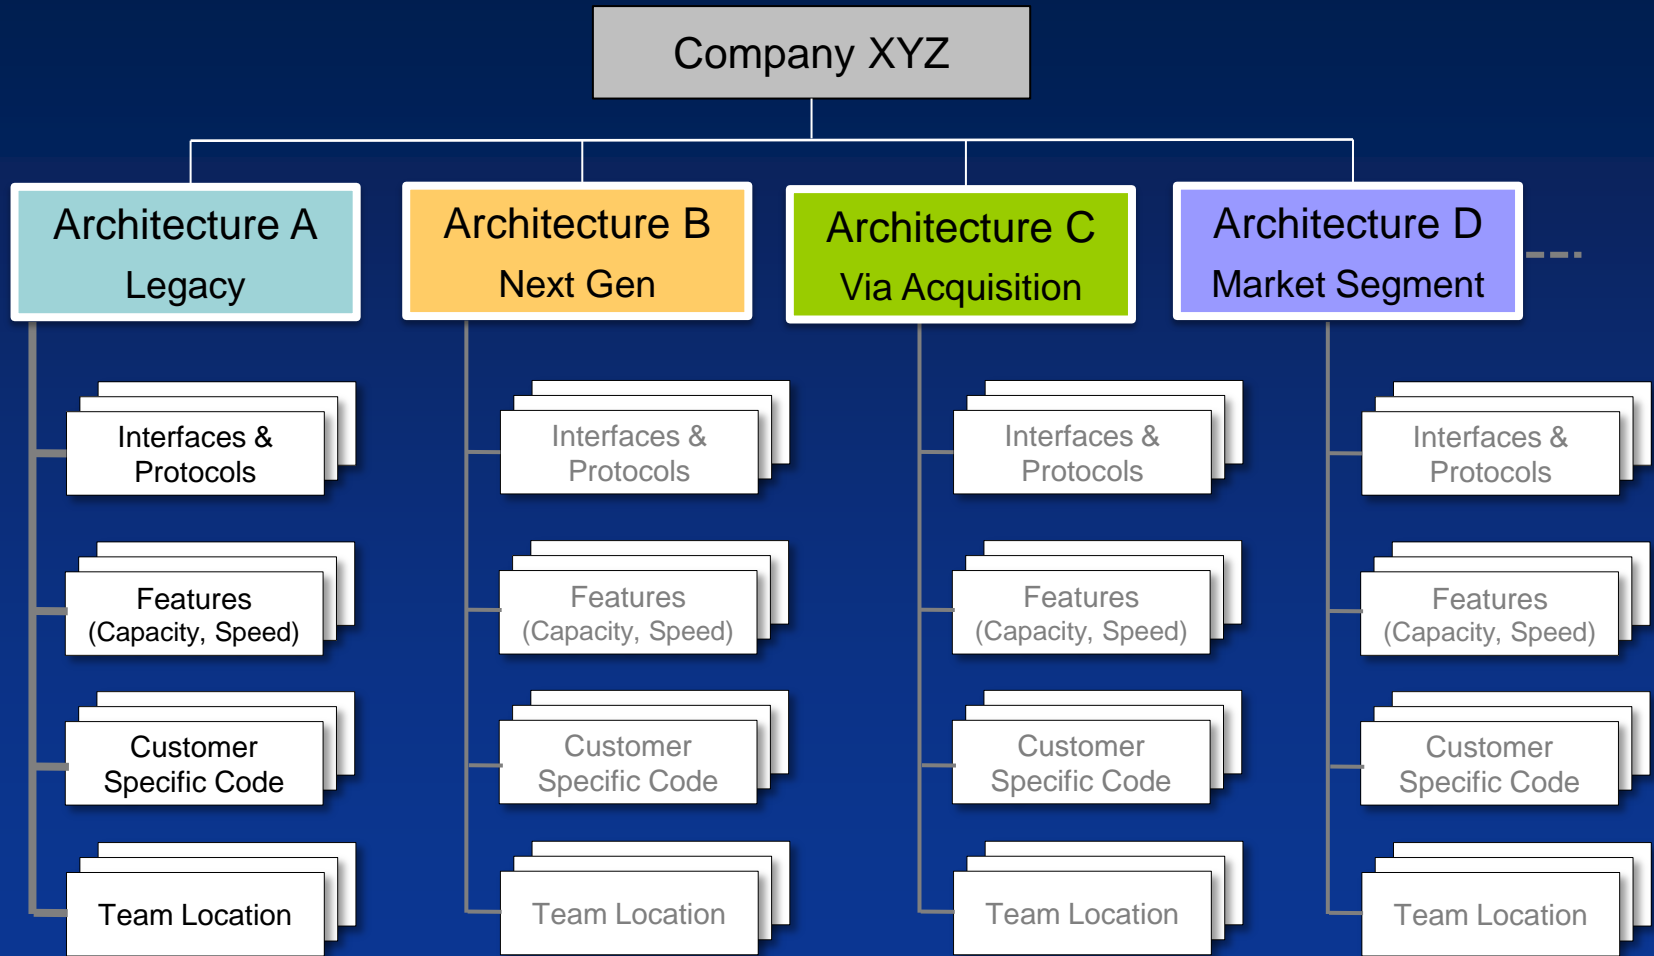 Company XYZ
Architecture A
Legacy
Architecture B
Next Gen
Architecture C
Via Acquisition
Architecture D
Market Segment
Interfaces &
Protocols
Interfaces &
Protocols
Interfaces &
Protocols
Interfaces &
Protocols
Features
(Capacity, Speed)
Features
(Capacity, Speed)
Features
(Capacity, Speed)
Features
(Capacity, Speed)
Customer
Specific Code
Customer
Specific Code
Customer
Specific Code
Customer
Specific Code
Team Location
Team Location
Team Location
Team Location